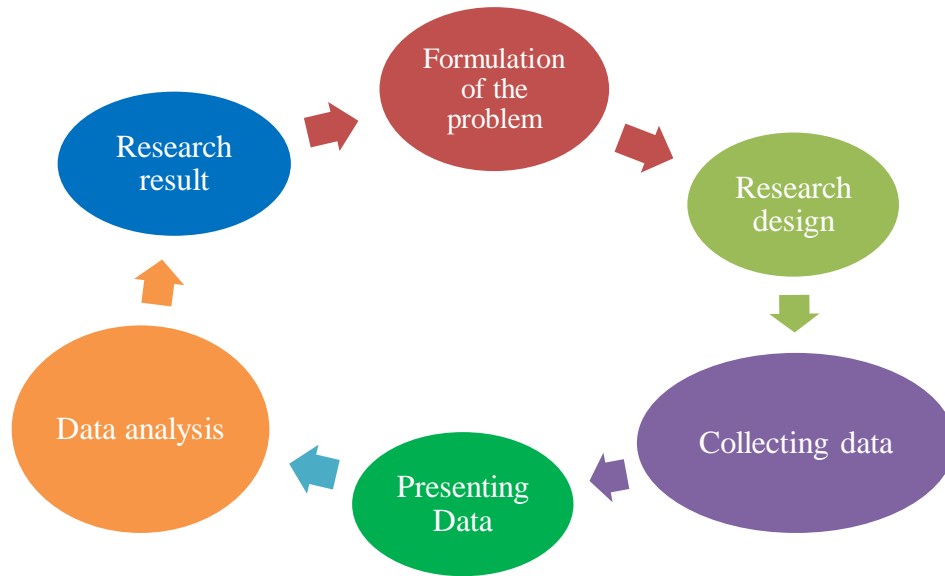 Formulation
of the
problem
Research
design
Collecting data
Presenting
Data
Data analysis
Research
result